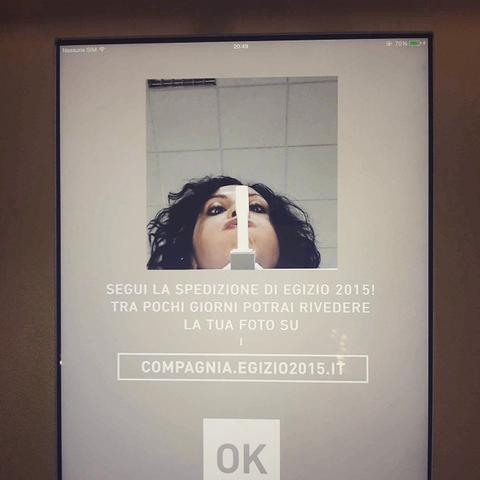 Nessuna SIM 20:49 70%
SEGUI LA SPEDIZIONE DI EGIZIO 2015!
TRA POCHI GIORNI POTRAI RIVEDERE
LA TUA FOTO SU
COMPAGNIA.EGIZIO2015.IT
OK